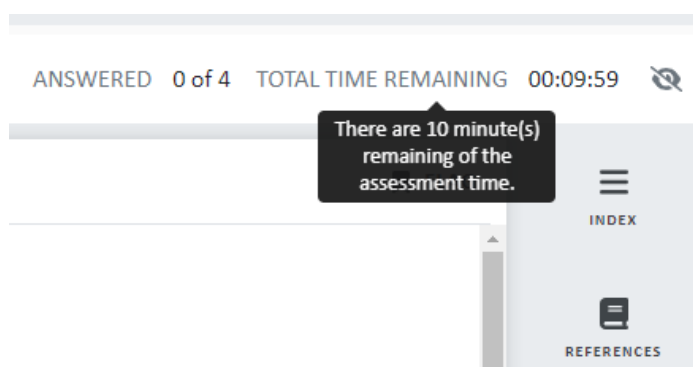 ANSWERED 0 of 4 TOTAL TIME REMAINING 00:09:59
There are 10 minute(s)
remaining of the
assessment time.
INDEX
REFERENCES